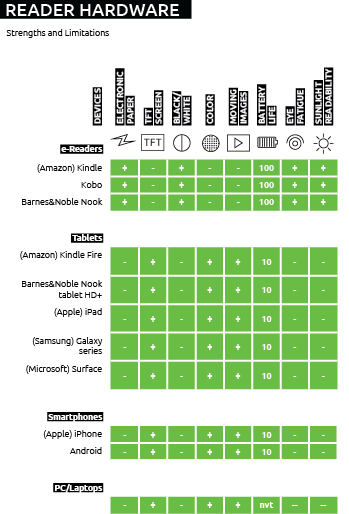 READER HARDWARE
Strengths and Limitations
DEVICES
ELECTRONIC
PAPER
TFT
SCREEN
BLACK/
WHITE
COLOR
MOVING
IMAGES
BATTERY
LIFE
EYE
FATIGUE
SUNLIGHT
READABILITY
TFT
e-Readers
(Amazon) Kindle + - + - - 100 + +
Kobo + - + - - 100 + +
Barnes&Noble Nook + - + - - 100 + +
Tablets
(Amazon) Kindle Fire - + - + + 10 - -
Barnes&Noble Nook
tablet HD+ - + - + + 10 - -
(Apple) iPad - + - + + 10 - -
(Samsung) Galaxy
series - + - + + 10 - -
(Microsoft) Surface - + - + + 10 - -
Smartphones
(Apple) iPhone - + - + + 10 - -
Android - + - + + 10 - -
PC/Laptops
- + - + + nvt -- --